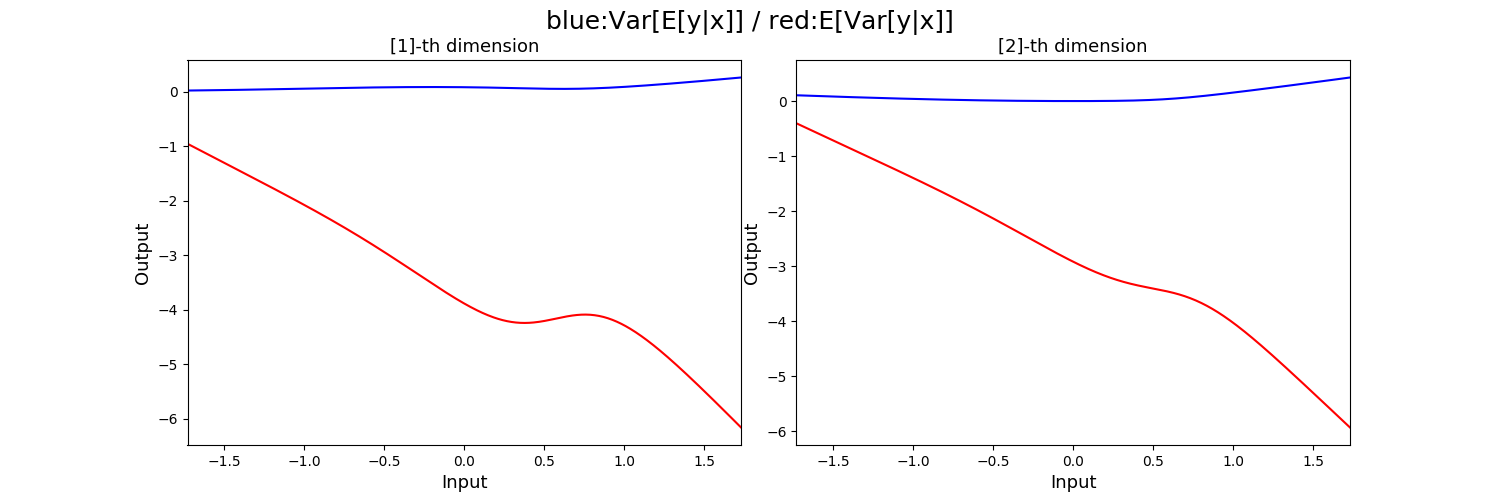 blue:Var[E[y|x]] / red:E[Var[y|x]]
[1]-th dimension
Output
0
−1
−2
−3
−4
−5
−6
−1.5 −1.0 −0.5 0.0 0.5 1.0 1.5
Input
[2]-th dimension
Output
0
−1
−2
−3
−4
−5
−6
−1.5 −1.0 −0.5 0.0 0.5 1.0 1.5
Input